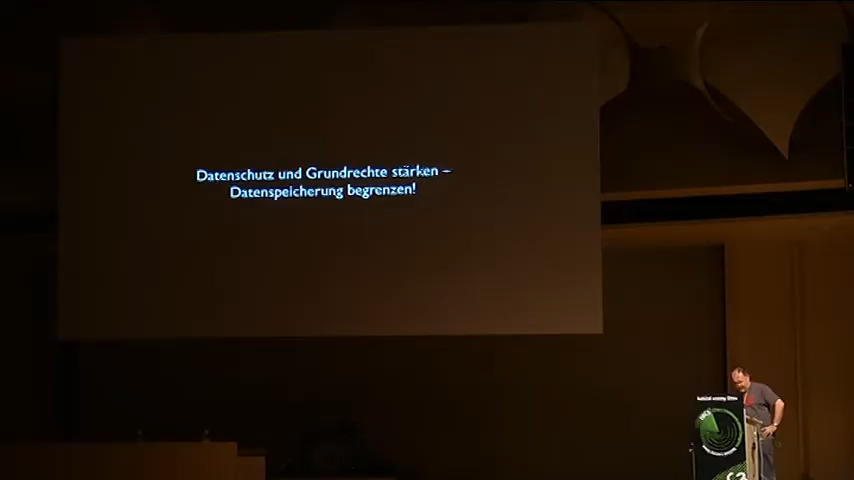 Datenschutz und Grundrechte stärken –
Datenspeicherung begrenzen!